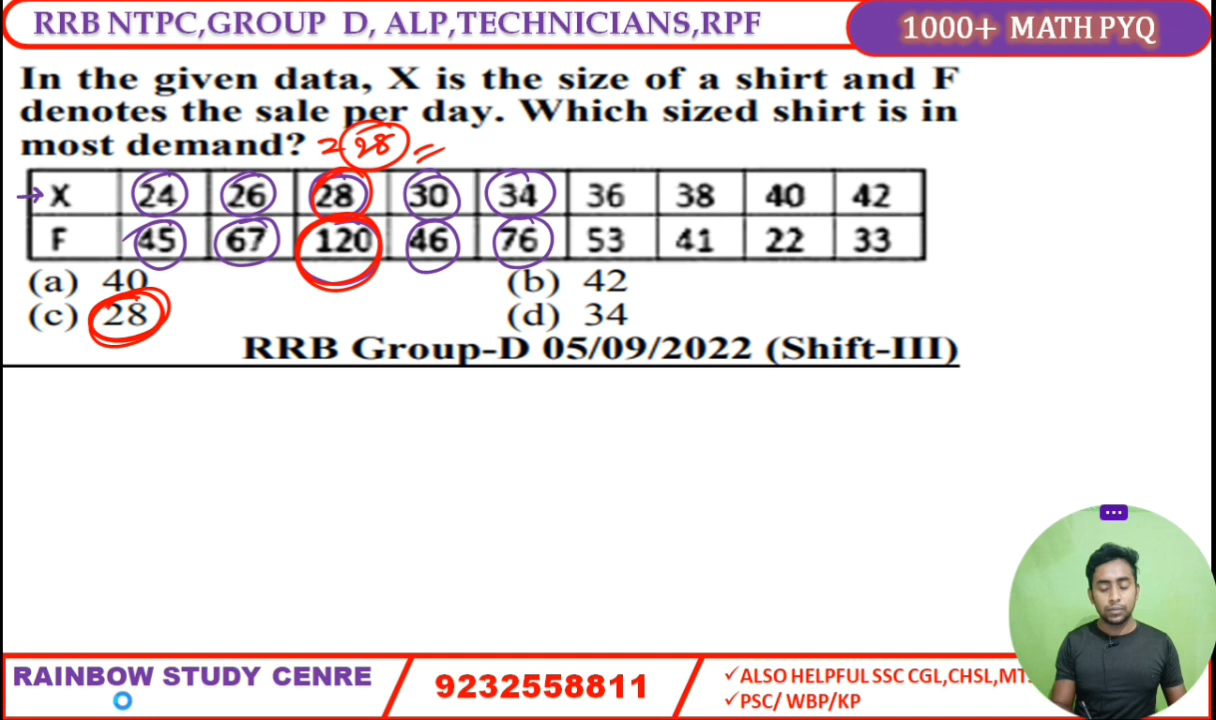 RRB NTPC,GROUP D, ALP,TECHNICIANS,RPF
1000+ MATH PYQ
In the given data, X is the size of a shirt and F
denotes the sale per day. Which sized shirt is in
most demand? 28
X 24 26 28 30 34 36 38 40 42
F 45 67 120 46 76 53 41 22 33
(a) 40 (b) 42
(c) 28 (d) 34
RRB Group-D 05/09/2022 (Shift-III)
RAINBOW STUDY CENRE
9232558811
✓ALSO HELPFUL SSC CGL,CHSL,
✓PSC/ WBP/KP